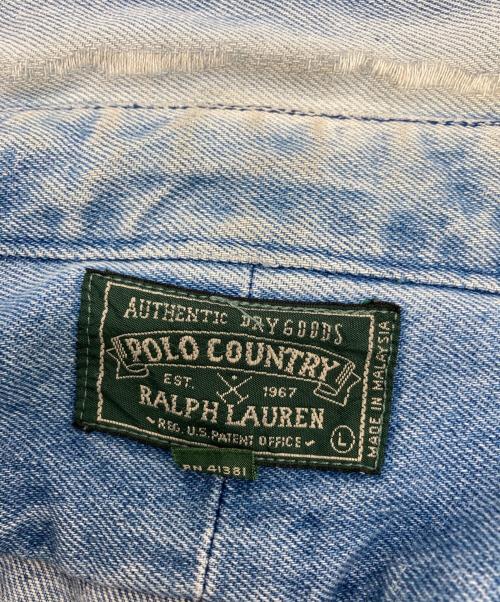 AUTHENTIC DRY GOODS
POLO COUNTRY
EST. 1967
RALPH LAUREN
REG. U.S. PATENT OFFICE
L
MADE IN MALAYSIA
RN 41381